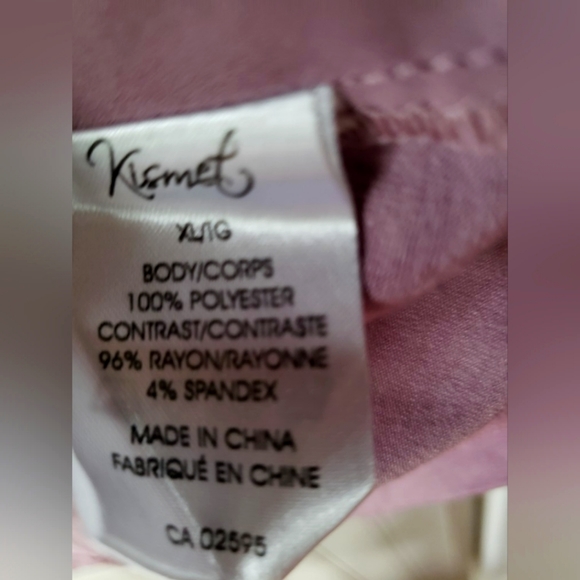 Kismet
XL/TG
BODY/CORPS
100% POLYESTER
CONTRAST/CONTRASTE
96% RAYON/RAYONNE
4% SPANDEX
MADE IN CHINA
FABRIQUÉ EN CHINE
CA 02595